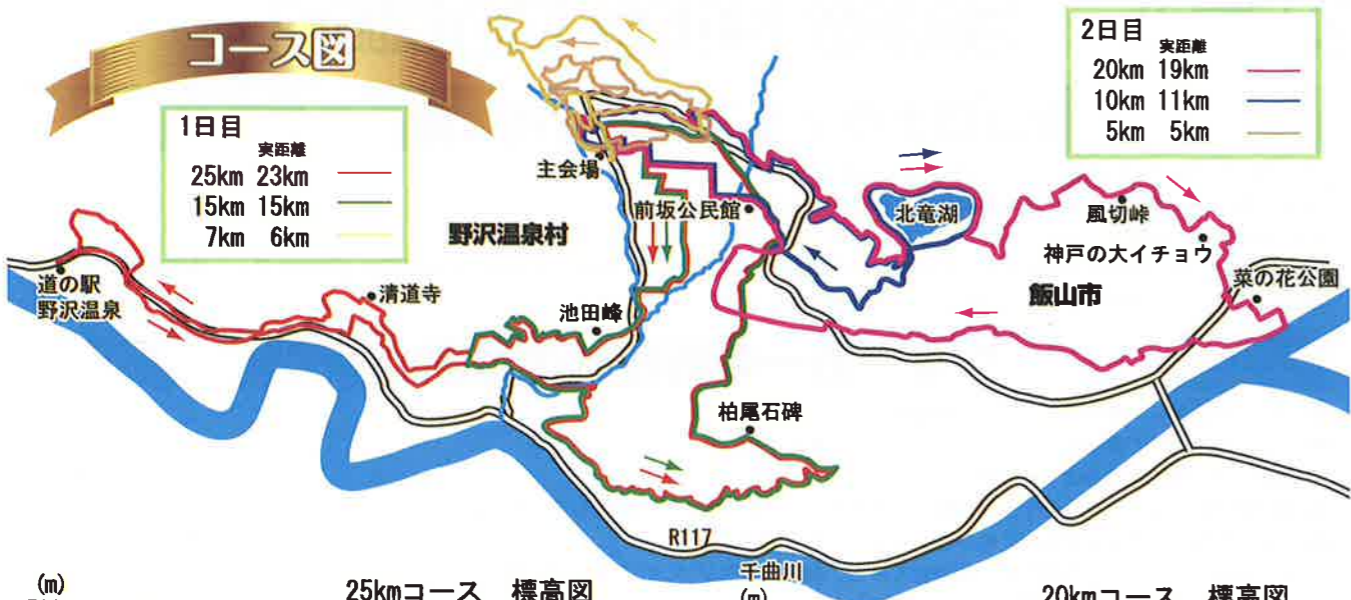 コース図
1日目
実距離
25km 23km
15km 15km
7km 6km
2日目
実距離
20km 19km
10km 11km
5km 5km
主会場
前坂公民館
北竜湖
風切峠
神戸の大イチョウ
菜の花公園
野沢温泉村
飯山市
道の駅
野沢温泉
清道寺
池田峰
柏尾石碑
R117
千曲川
(m)
25kmコース 標高図
(m)
20kmコース 標高図